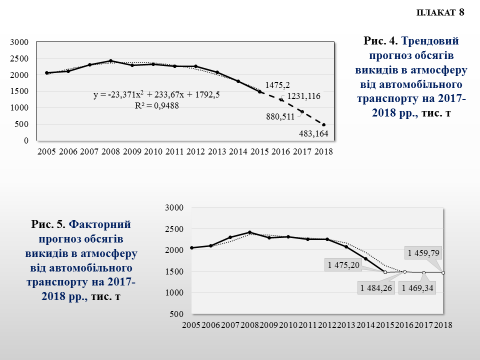 ПЛАКАТ 8
Рис. 4. Трендовий
прогноз обсягів
викидів в атмосферу
від автомобільного
транспорту на 2017-
2018 рр., тис. т
3000
2500
2000
1500
1000
500
0
y = -23,371x² + 233,67x + 1792,5
R² = 0,9488
1475,2
1231,116
880,511
483,164
2005 2006 2007 2008 2009 2010 2011 2012 2013 2014 2015 2016 2017 2018
Рис. 5. Факторний
прогноз обсягів
викидів в атмосферу
від автомобільного
транспорту на 2017-
2018 рр., тис. т
3000
2500
2000
1500
1000
500
1 459,79
1 475,20
1 484,26
1 469,34
2005 2006 2007 2008 2009 2010 2011 2012 2013 2014 2015 2016 2017 2018